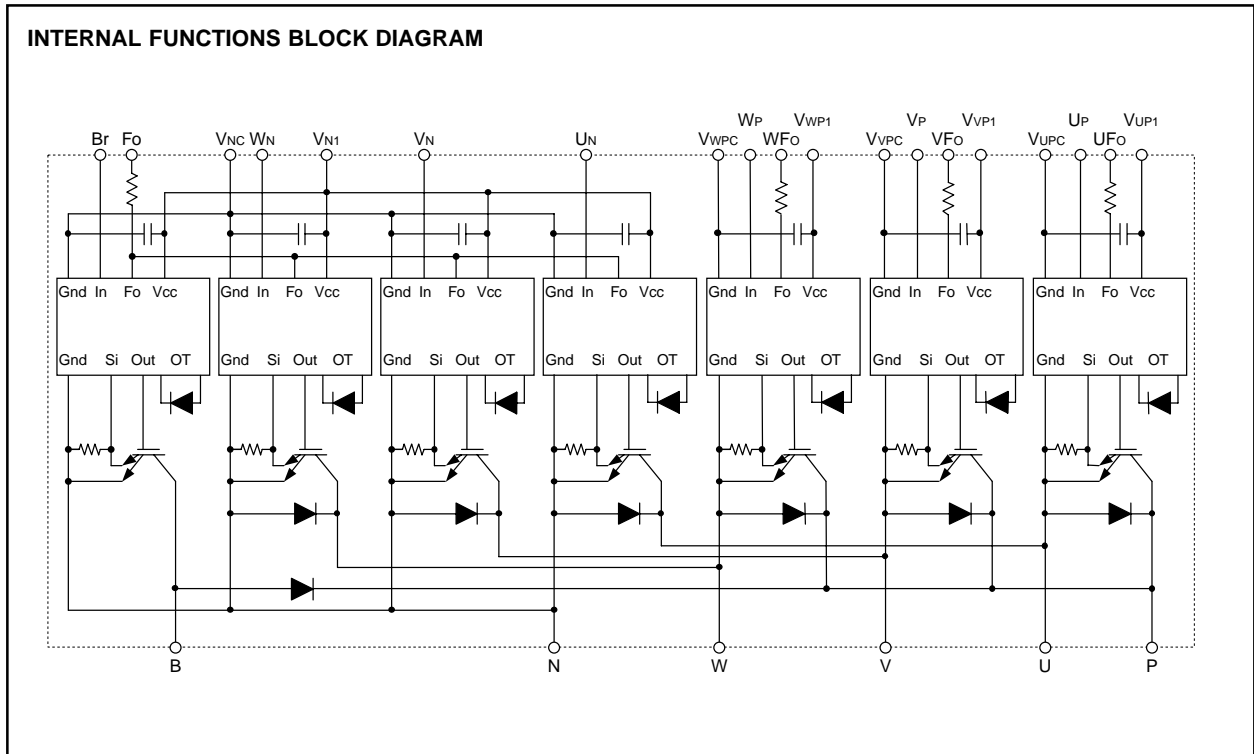 INTERNAL FUNCTIONS BLOCK DIAGRAM
WP VWP1 VP VVP1 UP VUP1
Br FO VNC WN VN1 VN UN VWPC WFO VVPC VFO VUPC UFO
Gnd In Fo Vcc Gnd In Fo Vcc Gnd In Fo Vcc Gnd In Fo Vcc Gnd In Fo Vcc Gnd In Fo Vcc Gnd In Fo Vcc
Gnd Si Out OT Gnd Si Out OT Gnd Si Out OT Gnd Si Out OT Gnd Si Out OT Gnd Si Out OT Gnd Si Out OT
B N W V U P